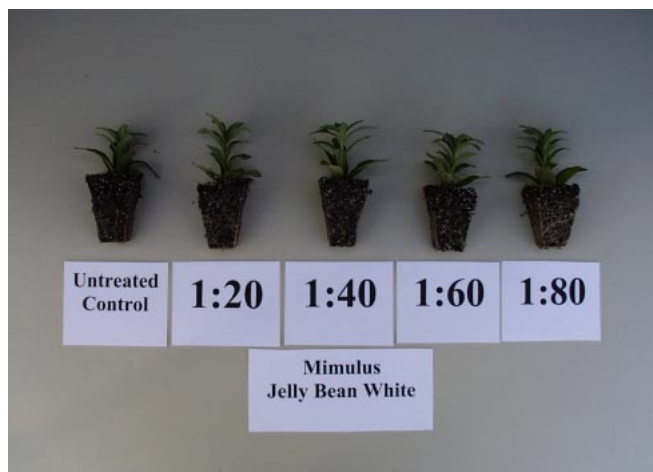 Untreated
Control
1:20
1:40
1:60
1:80
Mimulus
Jelly Bean White